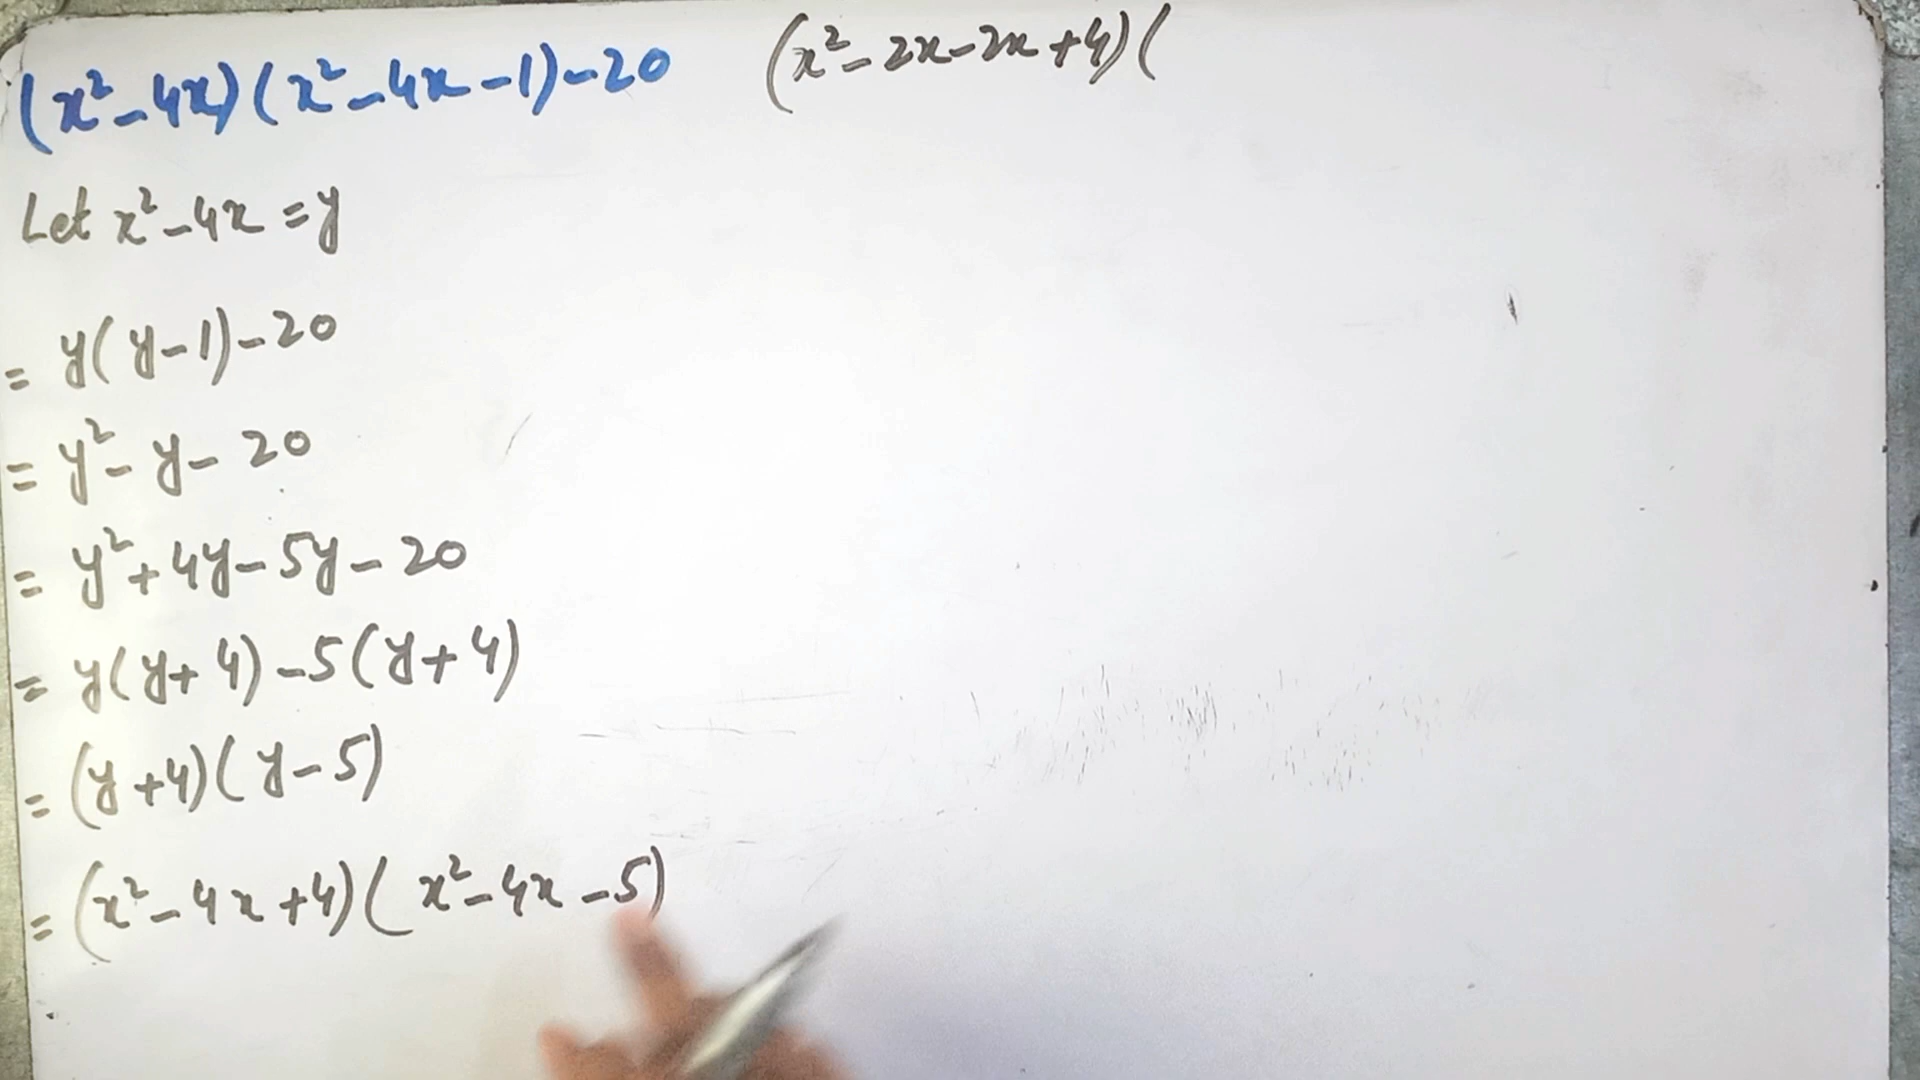 (x²-4x)(x²-4x-1)-20
Let x²-4x=y
= y(y-1)-20
= y²-y-20
= y²+4y-5y-20
= y(y+4)-5(y+4)
= (y+4)(y-5)
= (x²-4x+4)(x²-4x-5)
(x²-2x-2x+4)(